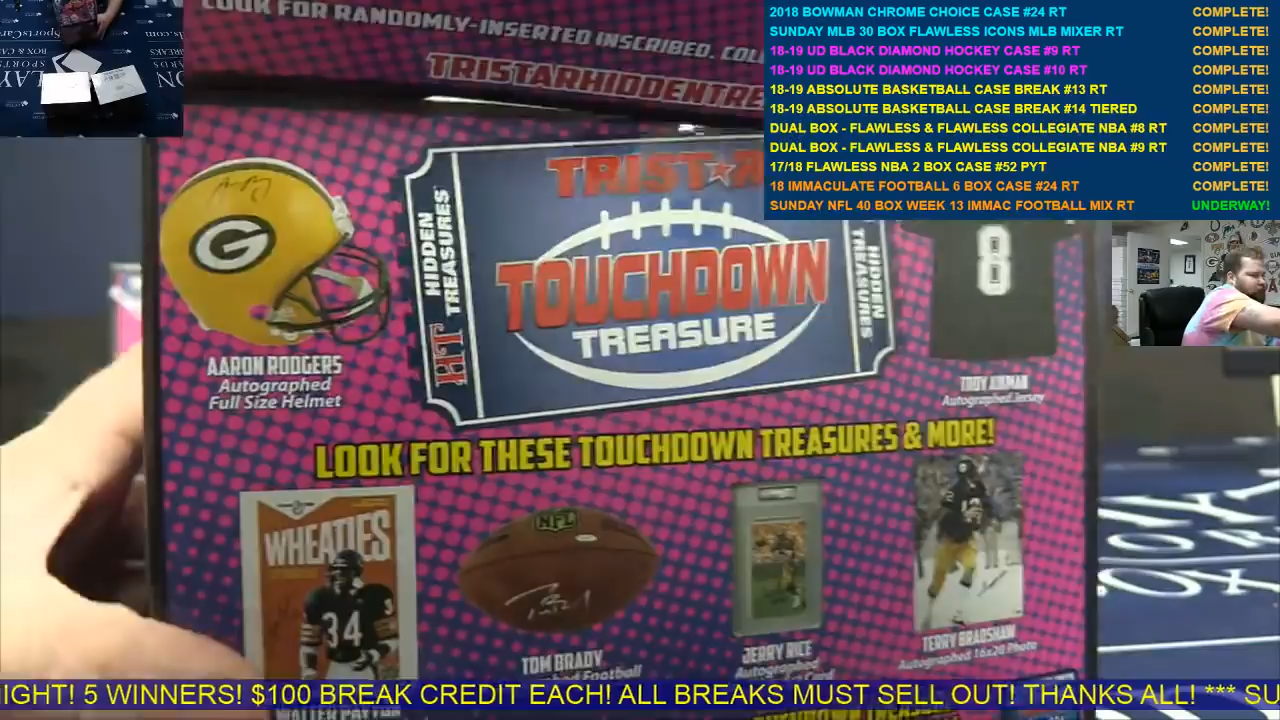 LOOK FOR RANDOMLY-INSERTED INSCRIBED,
TRISTARHIDDENTRE
2018 BOWMAN CHROME CHOICE CASE #24 RT COMPLETE!
SUNDAY MLB 30 BOX FLAWLESS ICONS MLB MIXER RT COMPLETE!
18-19 UD BLACK DIAMOND HOCKEY CASE #9 RT COMPLETE!
18-19 UD BLACK DIAMOND HOCKEY CASE #10 RT COMPLETE!
18-19 ABSOLUTE BASKETBALL CASE BREAK #13 RT COMPLETE!
18-19 ABSOLUTE BASKETBALL CASE BREAK #14 TIERED COMPLETE!
DUAL BOX - FLAWLESS & FLAWLESS COLLEGIATE NBA #8 RT COMPLETE!
DUAL BOX - FLAWLESS & FLAWLESS COLLEGIATE NBA #9 RT COMPLETE!
17/18 FLAWLESS NBA 2 BOX CASE #52 PYT COMPLETE!
18 IMMACULATE FOOTBALL 6 BOX CASE #24 RT COMPLETE!
SUNDAY NFL 40 BOX WEEK 13 IMMAC FOOTBALL MIX RT UNDERWAY!
TRISTA
HIDDEN TREASURES
HT
TOUCHDOWN
TREASURE
HIDDEN TREASURES
G
8
AARON RODGERS
Autographed
Full Size Helmet
TROY AIKMAN
Autographed Jersey
LOOK FOR THESE TOUCHDOWN TREASURES & MORE!
WHEATIES
34
NFL
TOM BRADY
Football
JERRY RICE
Autographed
Card
TERRY BRADSHAW
Autographed 16x20 Photo
IGHT! 5 WINNERS! $100 BREAK CREDIT EACH! ALL BREAKS MUST SELL OUT! THANKS ALL! *** SU
WALTER PAYTON